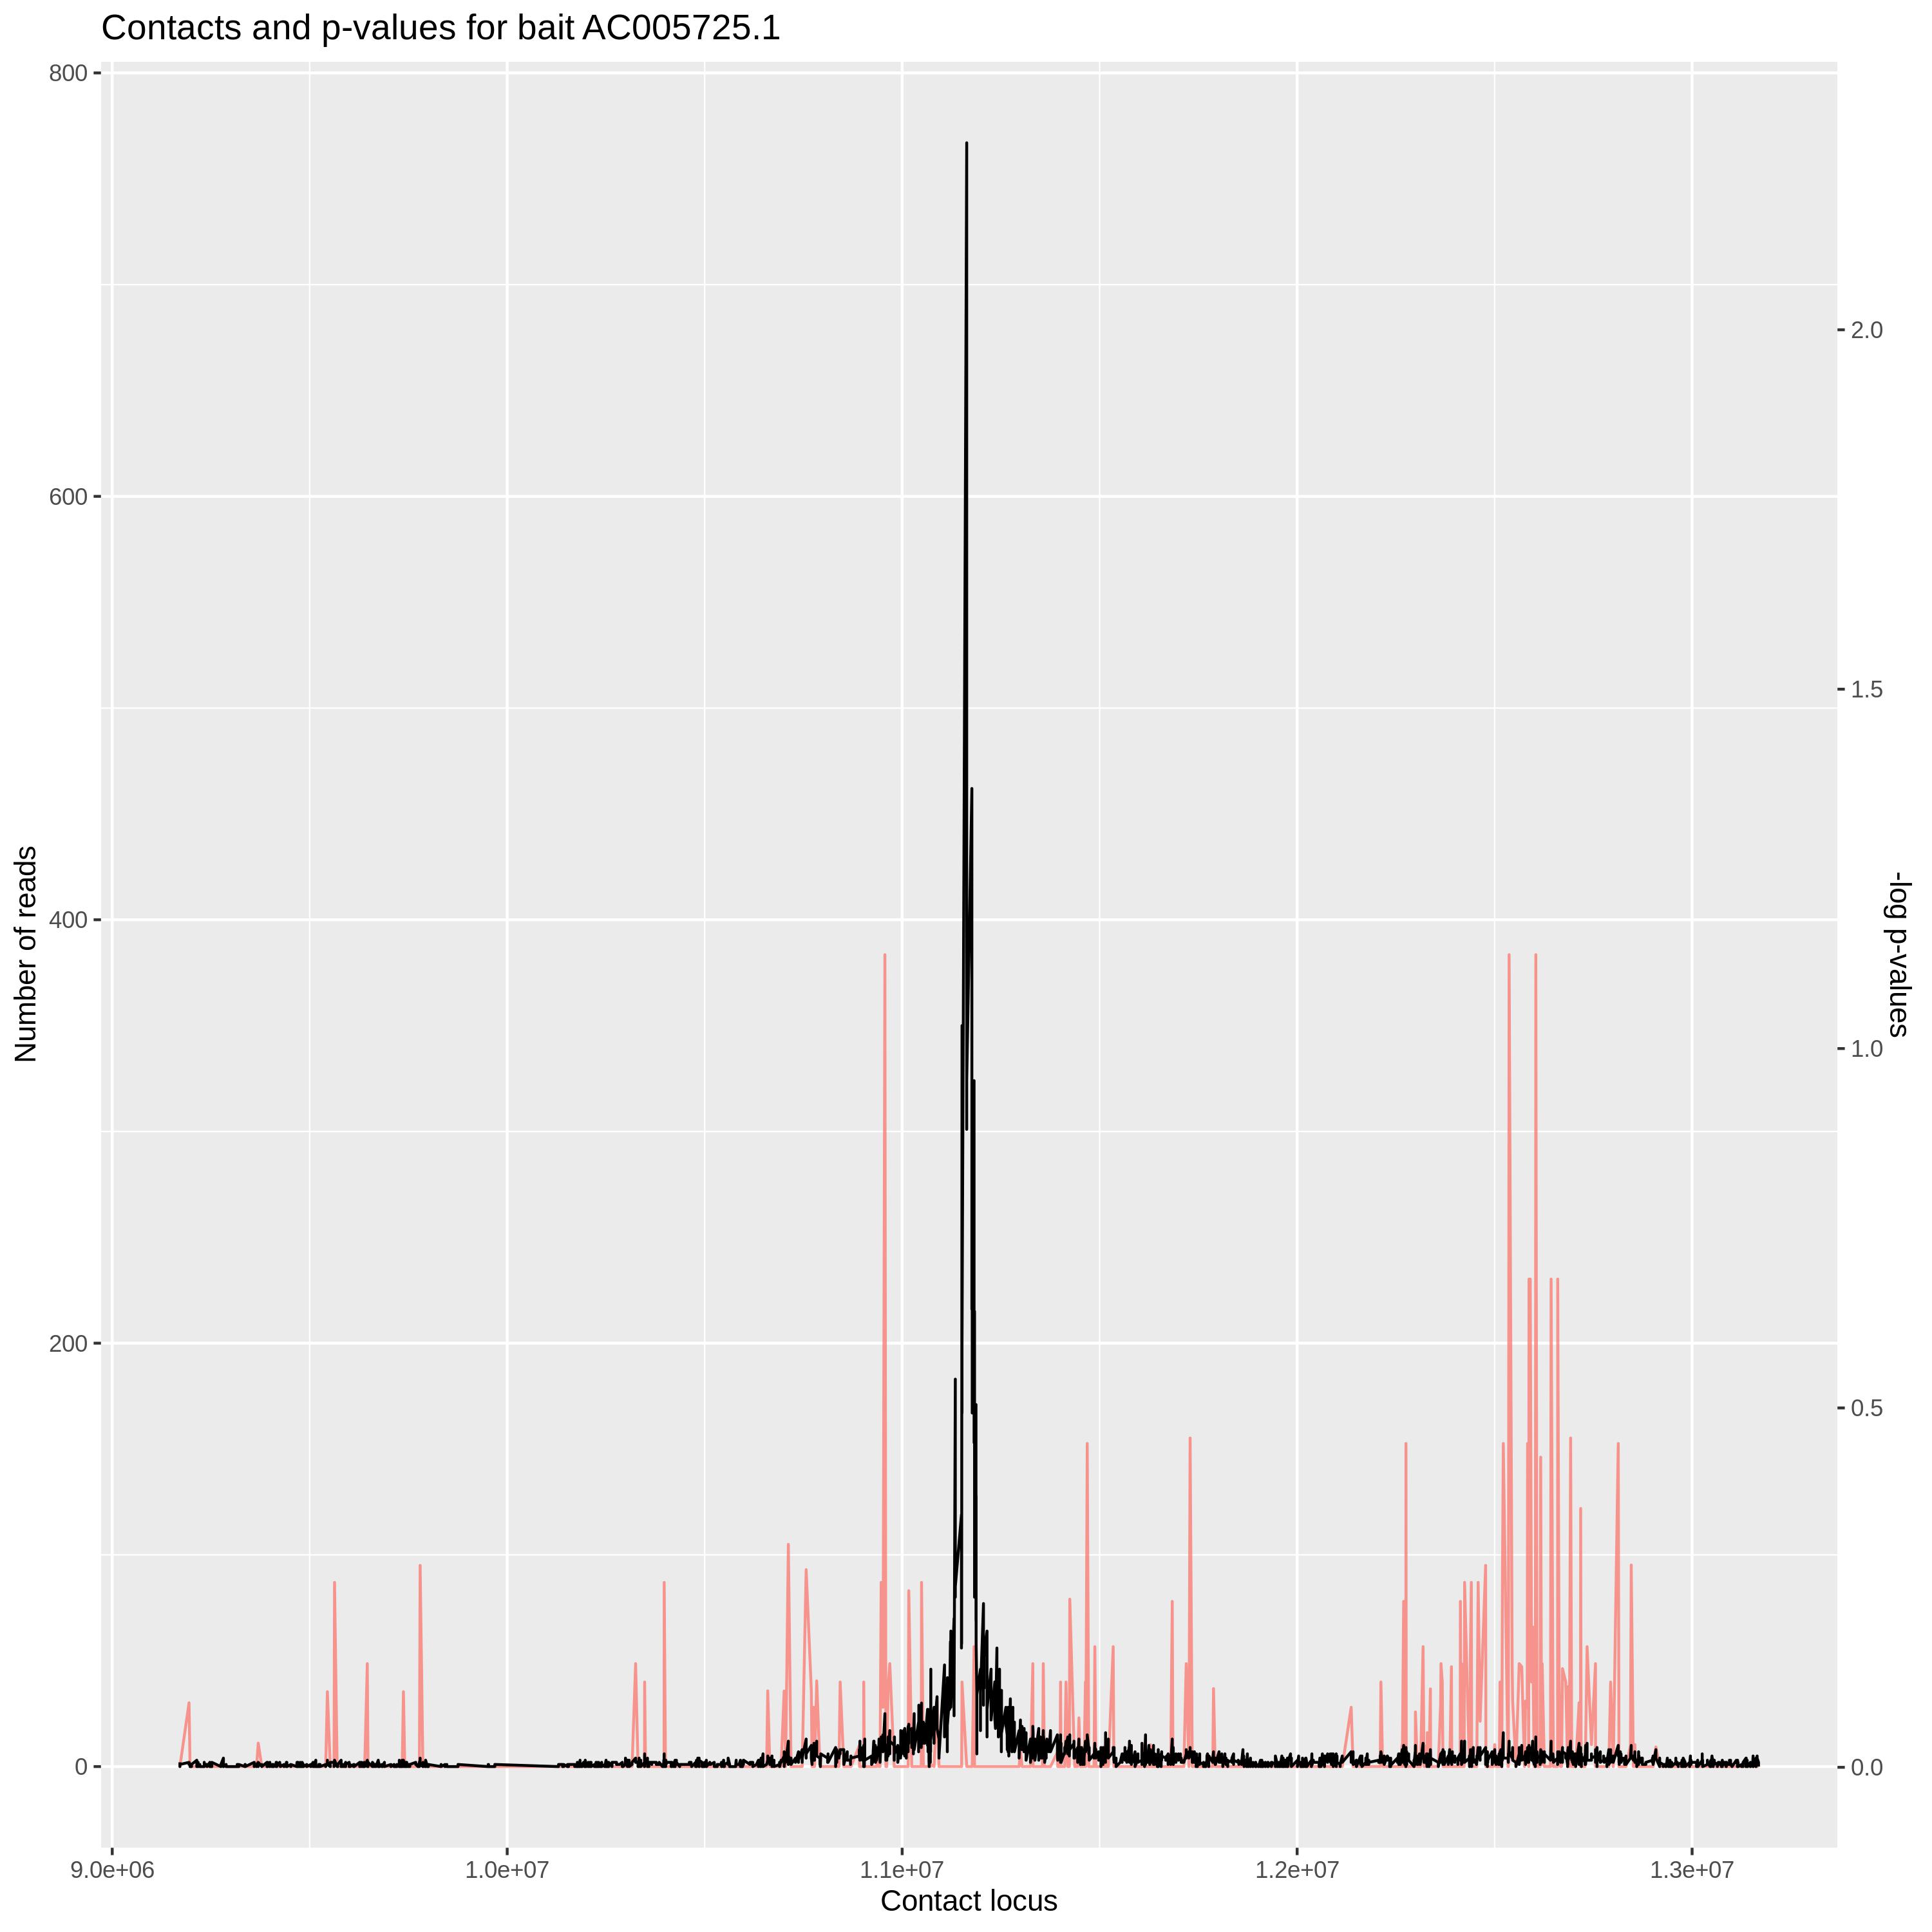 Contacts and p-values for bait AC005725.1
800
600
400
200
0
Number of reads
2.0
1.5
1.0
0.5
0.0
-log p-values
9.0e+06
1.0e+07
1.1e+07
1.2e+07
1.3e+07
Contact locus